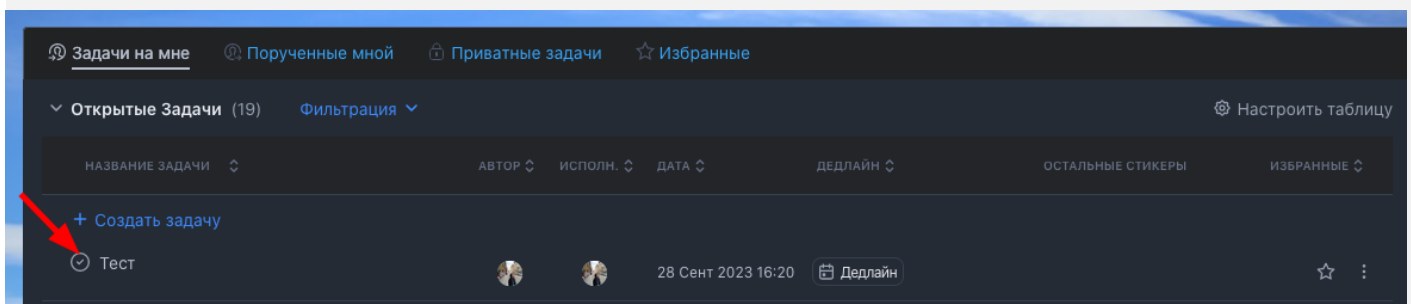 Задачи на мне Порученные мной Приватные задачи Избранные
Открытые Задачи (19) Фильтрация Настроить таблицу
НАЗВАНИЕ ЗАДАЧИ АВТОР ИСПОЛН. ДАТА ДЕДЛАЙН ОСТАЛЬНЫЕ СТИКЕРЫ ИЗБРАННЫЕ
+ Создать задачу
Тест 28 Сент 2023 16:20 Дедлайн